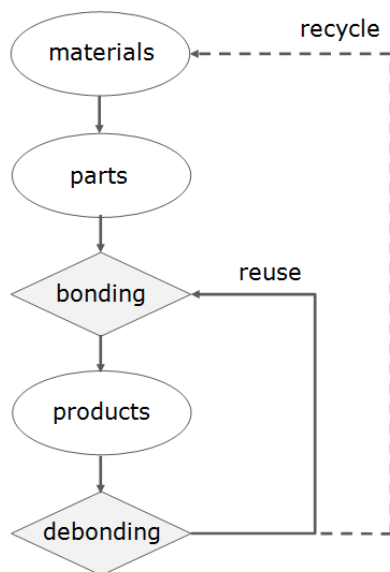 recycle
materials
parts
reuse
bonding
products
debonding